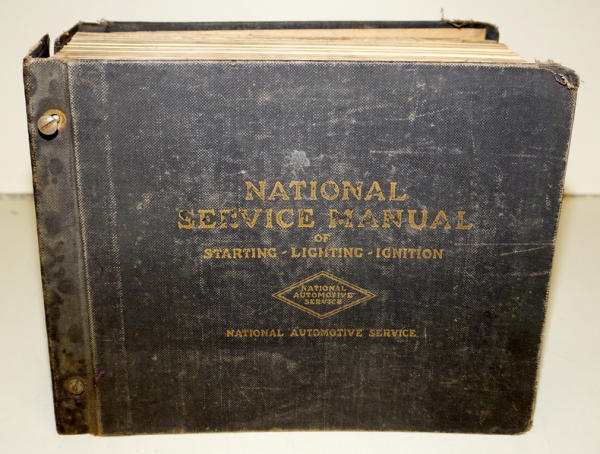 NATIONAL
SERVICE MANUAL
OF
STARTING - LIGHTING - IGNITION
NATIONAL
AUTOMOTIVE
SERVICE
NATIONAL AUTOMOTIVE SERVICE